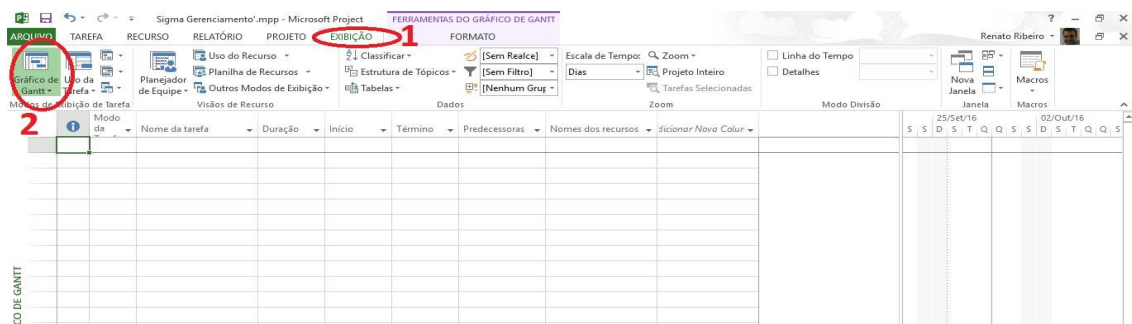 Sigma Gerenciamento'.mpp - Microsoft Project FERRAMENTAS DO GRÁFICO DE GANTT ?
ARQUIVO TAREFA RECURSO RELATÓRIO PROJETO EXIBIÇÃO 1 FORMATO Renato Ribeiro
Gráfico de Gantt
Uso da Tarefa
Modos de Exibição de Tarefa
Planejador de Equipe
Uso do Recurso
Planilha de Recursos
Outros Modos de Exibição
Visões de Recurso
Classificar
Estrutura de Tópicos
Tabelas
[Sem Realce]
[Sem Filtro]
[Nenhum Grup
Dados
Escala de Tempo:
Dias
Zoom
Projeto Inteiro
Tarefas Selecionadas
Zoom
Linha do Tempo
Detalhes
Modo Divisão
Nova Janela
Janela
Macros
Macros
2
Modo da
Nome da tarefa Duração Início Término Predecessoras Nomes dos recursos dicionar Nova Colun
25/Set/16 02/Out/16
S S D S T Q Q S S D S T Q Q S
CO DE GANTT